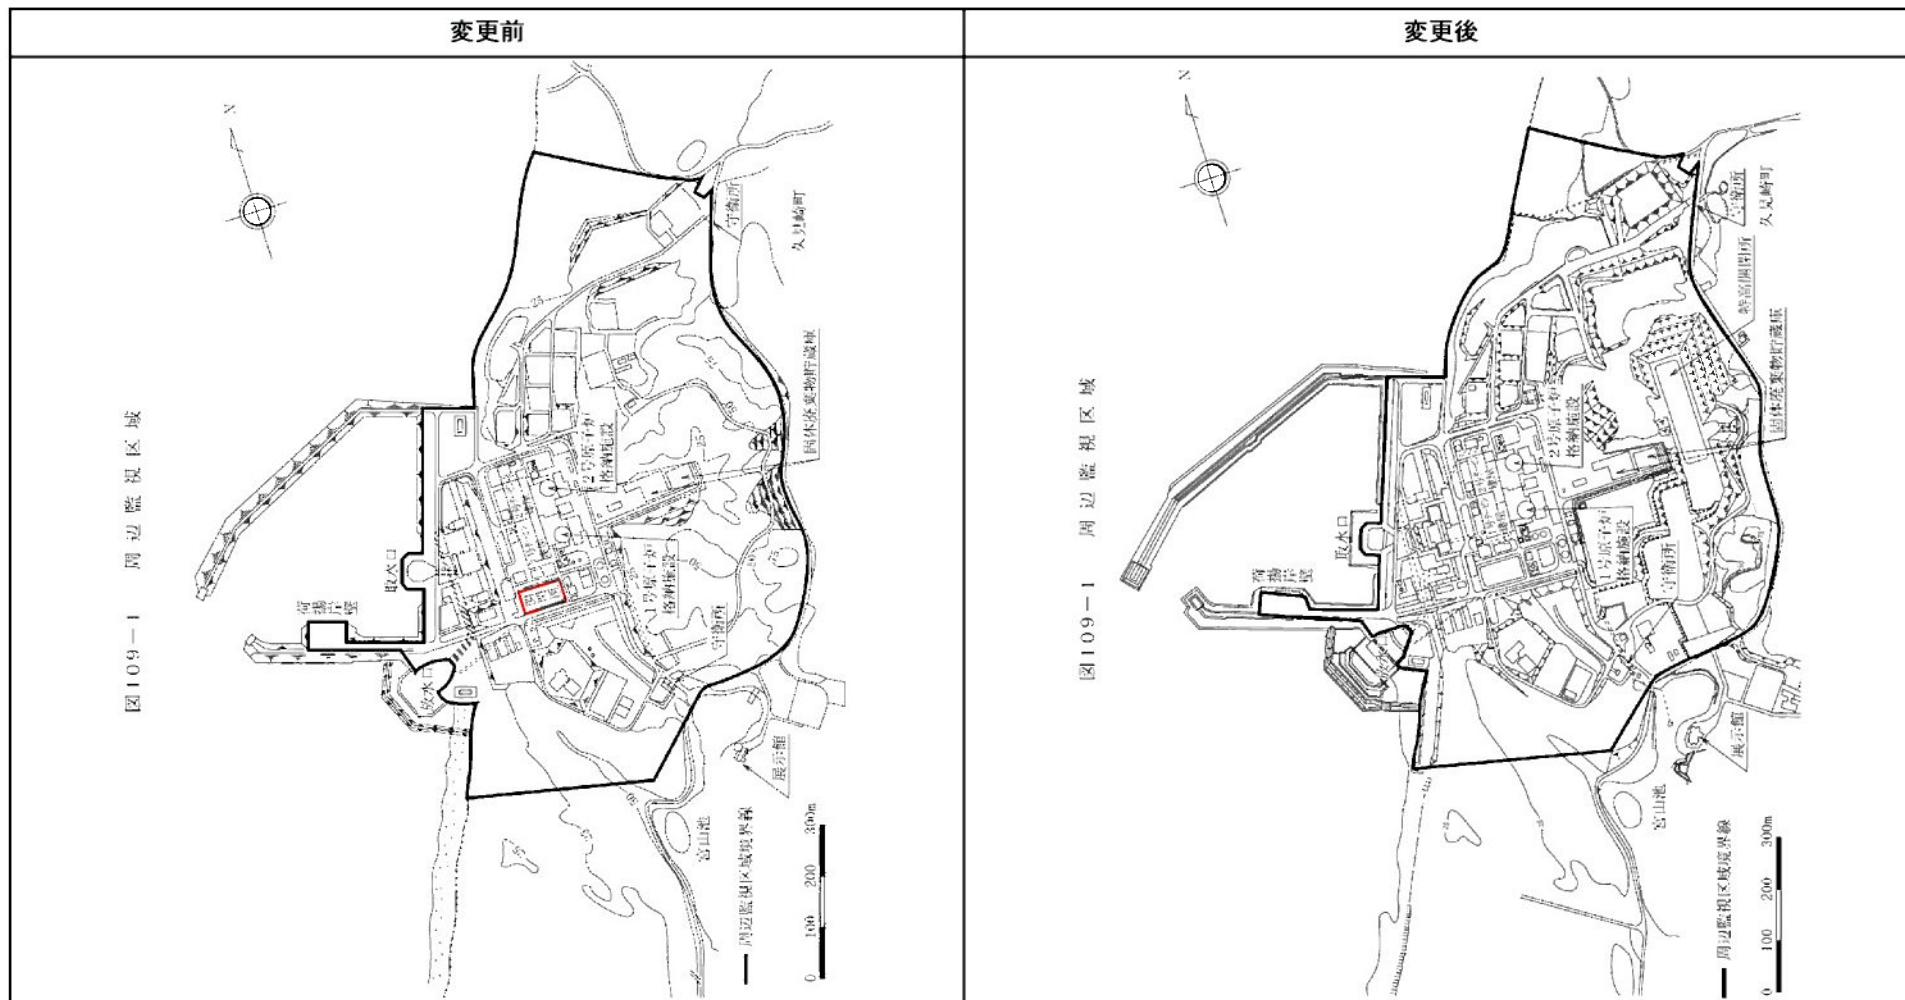 変更前
変更後
図109-1 周辺監視区域
N
守衛所
久見崎町
固体廃棄物貯蔵庫
2号原子炉
格納施設
1号原子炉
格納施設
守衛所
取水口
荷揚岸壁
放水口
展示館
宮山池
周辺監視区域境界線
0 100 200 300m
図109-1 周辺監視区域
N
守衛所
久見崎町
特高開閉所
固体廃棄物貯蔵庫
2号原子炉
格納施設
1号原子炉
格納施設
守衛所
取水口
荷揚岸壁
展示館
宮山池
周辺監視区域境界線
0 100 200 300m